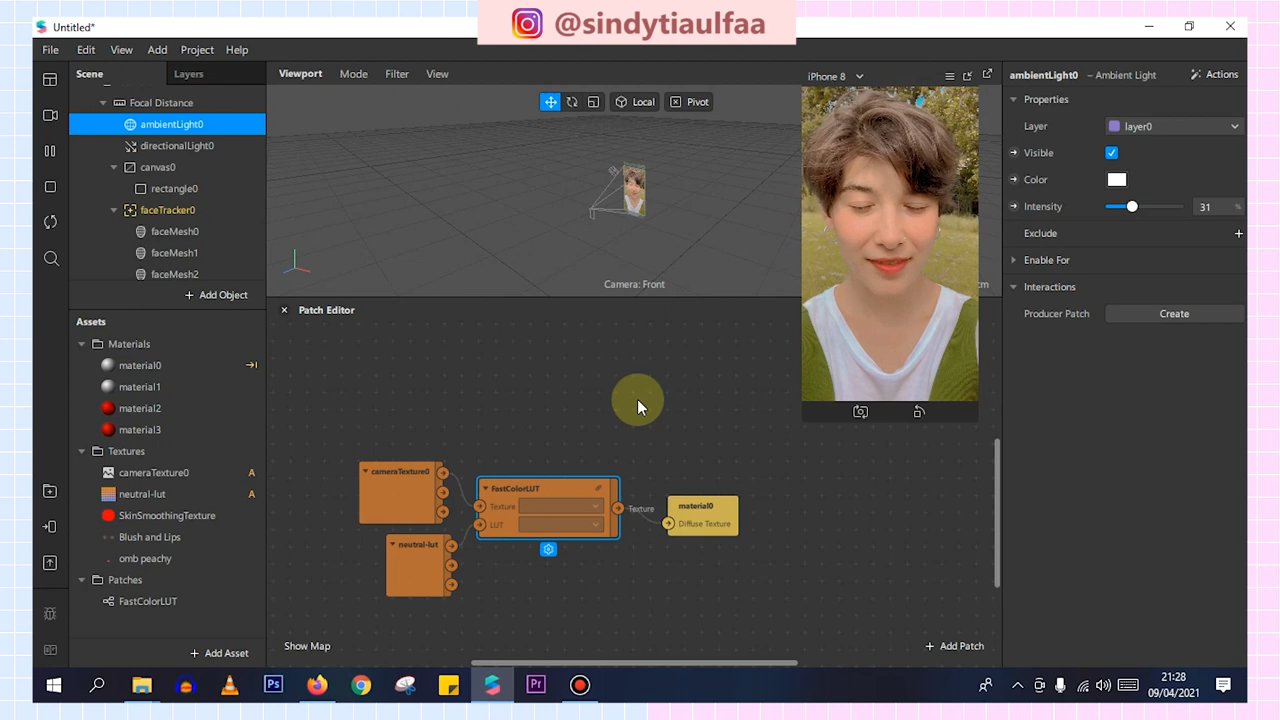 @sindytiaulfaa
Untitled*
File Edit View Add Project Help
Scene Layers
Focal Distance
ambientLight0
directionalLight0
canvas0
rectangle0
faceTracker0
faceMesh0
faceMesh1
faceMesh2
Add Object
Assets
Materials
material0
material1
material2
material3
Textures
cameraTexture0 A
neutral-lut A
SkinSmoothingTexture
Blush and Lips
omb peachy
Patches
FastColorLUT
Add Asset
Viewport Mode Filter View
Local Pivot
Camera: Front
Patch Editor
cameraTexture0
FastColorLUT
Texture
LUT
Texture
material0
Diffuse Texture
neutral-lut
Show Map
Add Patch
iPhone 8
ambientLight0 – Ambient Light Actions
Properties
Layer layer0
Visible
Color
Intensity 31 %
Exclude
Enable For
Interactions
Producer Patch Create
Ps
Pr
21:28
09/04/2021